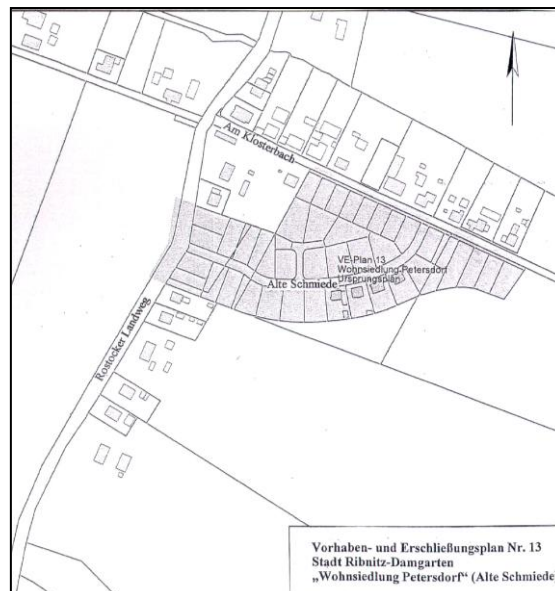 Am Klosterbach
VE-Plan 13
Wohnsiedlung Petersdorf
Ursprungsplan
Alte Schmiede
Rostocker Landweg
Vorhaben- und Erschließungsplan Nr. 13
Stadt Ribnitz-Damgarten
„Wohnsiedlung Petersdorf" (Alte Schmiede